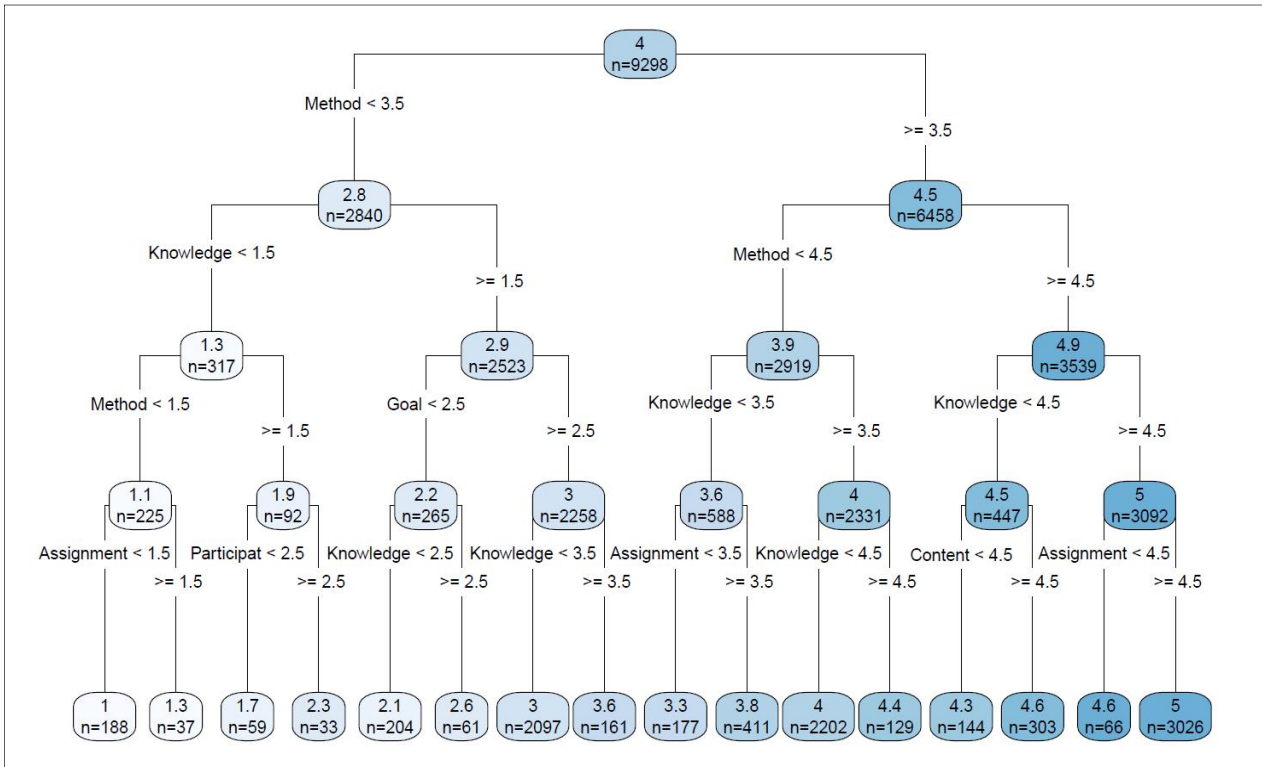 4
n=9298
Method < 3.5
>= 3.5
2.8
n=2840
4.5
n=6458
Knowledge < 1.5
>= 1.5
Method < 4.5
>= 4.5
1.3
n=317
2.9
n=2523
3.9
n=2919
4.9
n=3539
Method < 1.5
>= 1.5
Goal < 2.5
>= 2.5
Knowledge < 3.5
>= 3.5
Knowledge < 4.5
>= 4.5
1.1
n=225
1.9
n=92
2.2
n=265
3
n=2258
3.6
n=588
4
n=2331
4.5
n=447
5
n=3092
Assignment < 1.5
>= 1.5
Participat < 2.5
>= 2.5
Knowledge < 2.5
>= 2.5
Knowledge < 3.5
>= 3.5
Assignment < 3.5
>= 3.5
Knowledge < 4.5
>= 4.5
Content < 4.5
>= 4.5
Assignment < 4.5
>= 4.5
1
n=188
1.3
n=37
1.7
n=59
2.3
n=33
2.1
n=204
2.6
n=61
3
n=2097
3.6
n=161
3.3
n=177
3.8
n=411
4
n=2202
4.4
n=129
4.3
n=144
4.6
n=303
4.6
n=66
5
n=3026